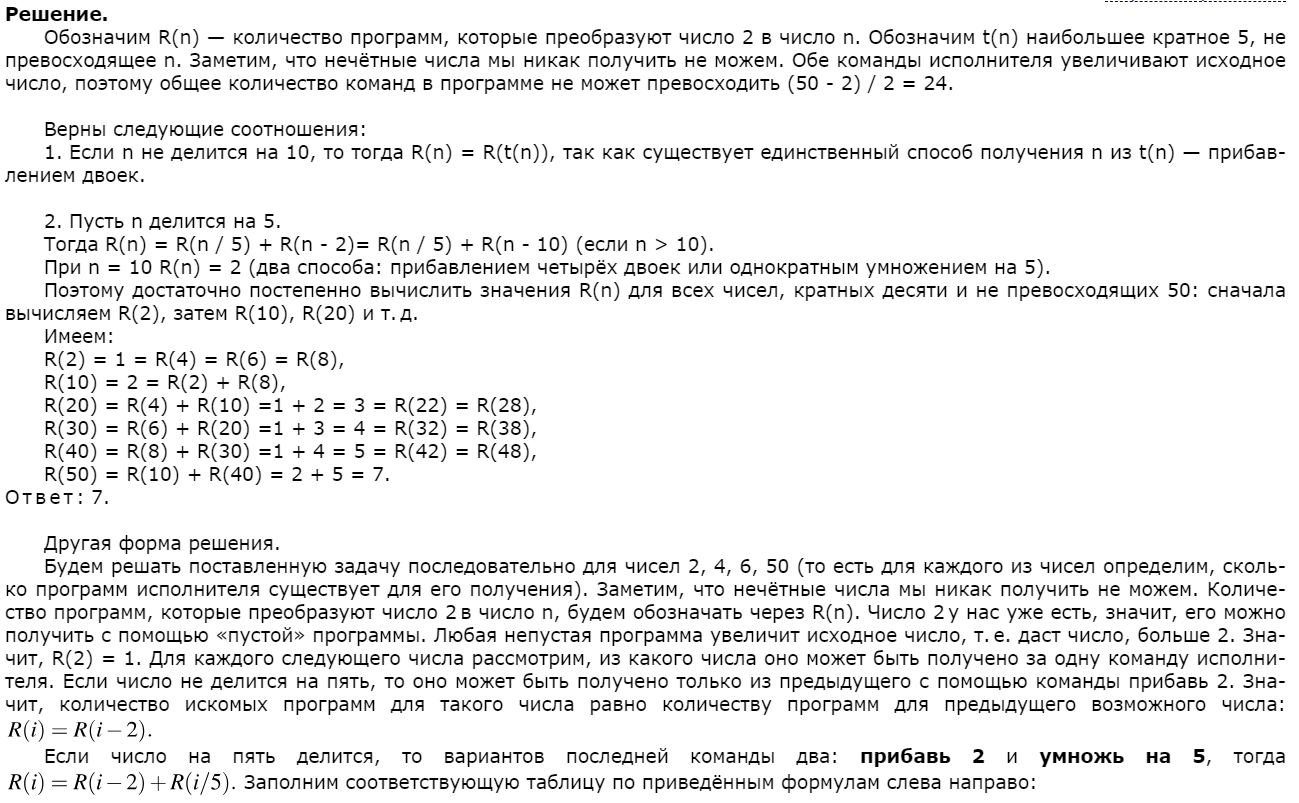 Решение.
Обозначим R(n) — количество программ, которые преобразуют число 2 в число n. Обозначим t(n) наибольшее кратное 5, не
превосходящее n. Заметим, что нечётные числа мы никак получить не можем. Обе команды исполнителя увеличивают исходное
число, поэтому общее количество команд в программе не может превосходить (50 - 2) / 2 = 24.
Верны следующие соотношения:
1. Если n не делится на 10, то тогда R(n) = R(t(n)), так как существует единственный способ получения n из t(n) — прибав-
лением двоек.
2. Пусть n делится на 5.
Тогда R(n) = R(n / 5) + R(n - 2)= R(n / 5) + R(n - 10) (если n > 10).
При n = 10 R(n) = 2 (два способа: прибавлением четырёх двоек или однократным умножением на 5).
Поэтому достаточно постепенно вычислить значения R(n) для всех чисел, кратных десяти и не превосходящих 50: сначала
вычисляем R(2), затем R(10), R(20) и т. д.
Имеем:
R(2) = 1 = R(4) = R(6) = R(8),
R(10) = 2 = R(2) + R(8),
R(20) = R(4) + R(10) =1 + 2 = 3 = R(22) = R(28),
R(30) = R(6) + R(20) =1 + 3 = 4 = R(32) = R(38),
R(40) = R(8) + R(30) =1 + 4 = 5 = R(42) = R(48),
R(50) = R(10) + R(40) = 2 + 5 = 7.
Ответ: 7.
Другая форма решения.
Будем решать поставленную задачу последовательно для чисел 2, 4, 6, 50 (то есть для каждого из чисел определим, сколь-
ко программ исполнителя существует для его получения). Заметим, что нечётные числа мы никак получить не можем. Количе-
ство программ, которые преобразуют число 2 в число n, будем обозначать через R(n). Число 2 у нас уже есть, значит, его можно
получить с помощью «пустой» программы. Любая непустая программа увеличит исходное число, т. е. даст число, больше 2. Зна-
чит, R(2) = 1. Для каждого следующего числа рассмотрим, из какого числа оно может быть получено за одну команду исполни-
теля. Если число не делится на пять, то оно может быть получено только из предыдущего с помощью команды прибавь 2. Зна-
чит, количество искомых программ для такого числа равно количеству программ для предыдущего возможного числа:
R(i) = R(i − 2).
Если число на пять делится, то вариантов последней команды два: прибавь 2 и умножь на 5, тогда
R(i) = R(i − 2) + R(i/5). Заполним соответствующую таблицу по приведённым формулам слева направо: